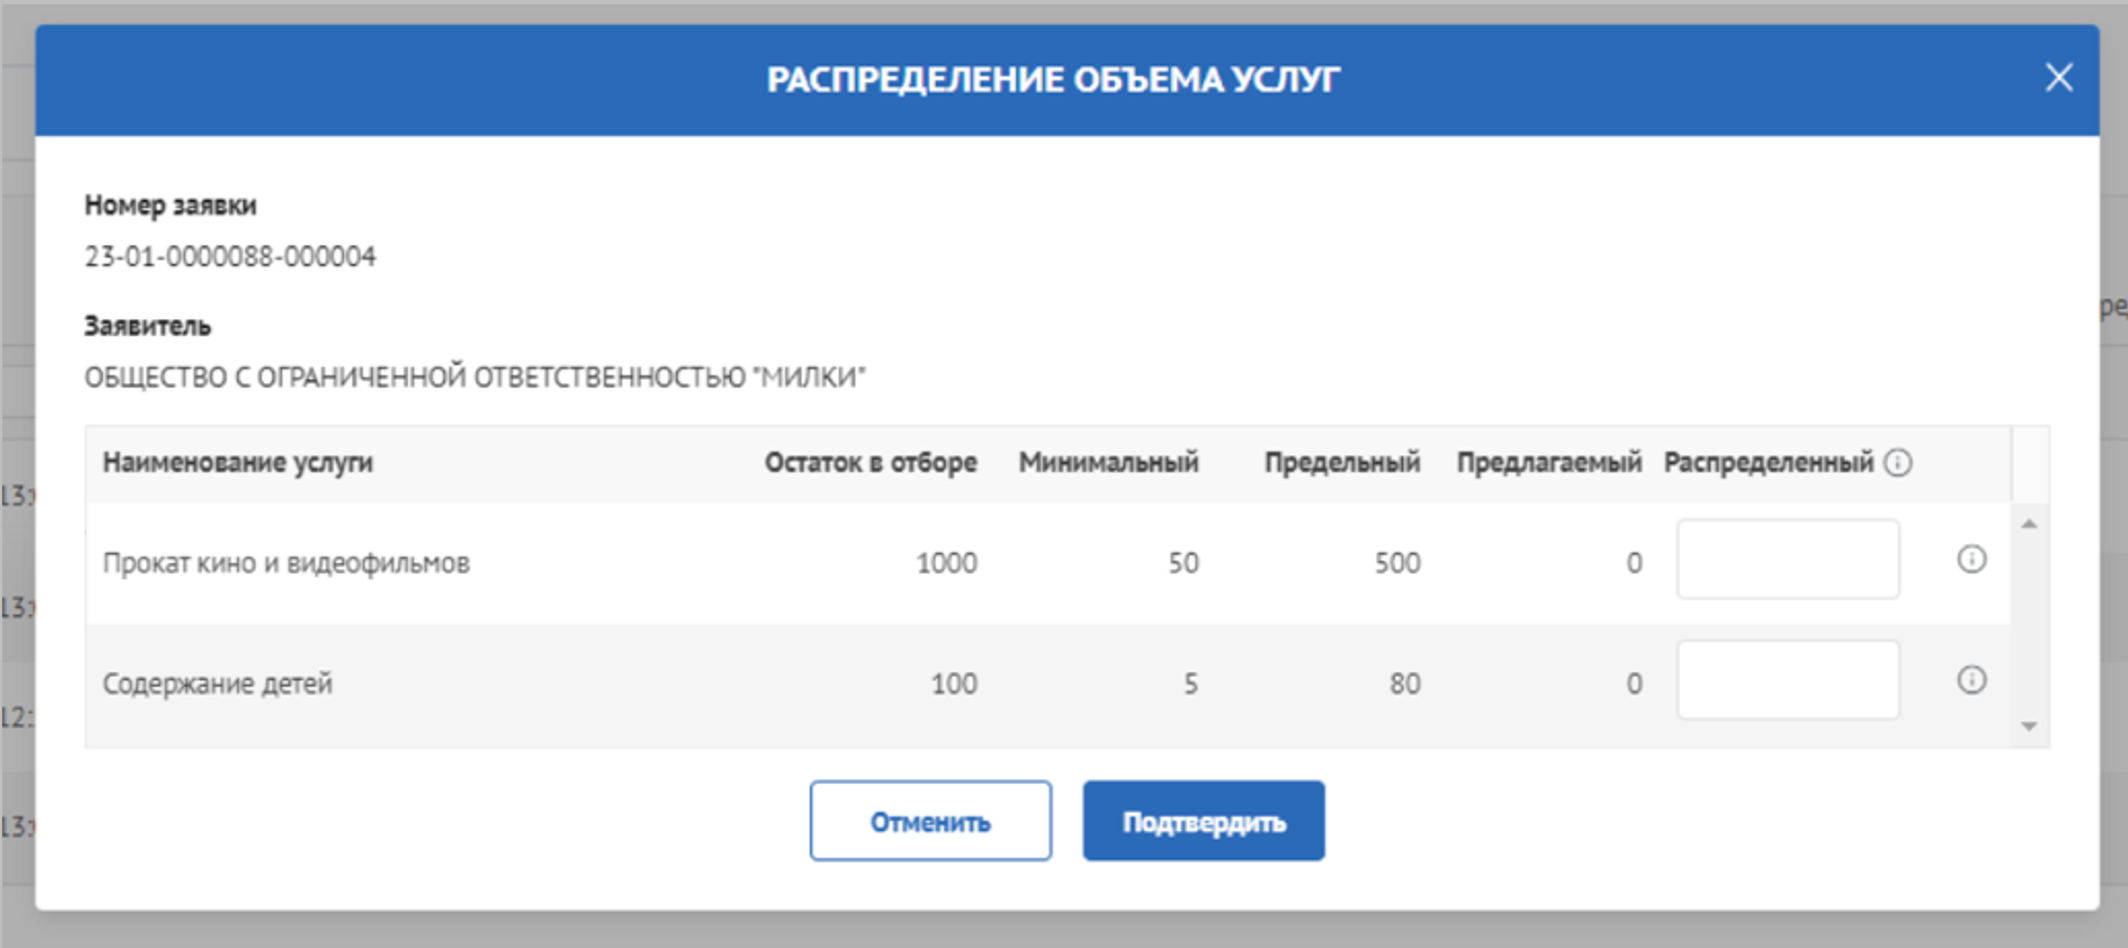 РАСПРЕДЕЛЕНИЕ ОБЪЕМА УСЛУГ
Номер заявки
23-01-0000088-000004
Заявитель
ОБЩЕСТВО С ОГРАНИЧЕННОЙ ОТВЕТСТВЕННОСТЬЮ "МИЛКИ"
Наименование услуги Остаток в отборе Минимальный Предельный Предлагаемый Распределенный
Прокат кино и видеофильмов 1000 50 500 0
Содержание детей 100 5 80 0
Отменить Подтвердить